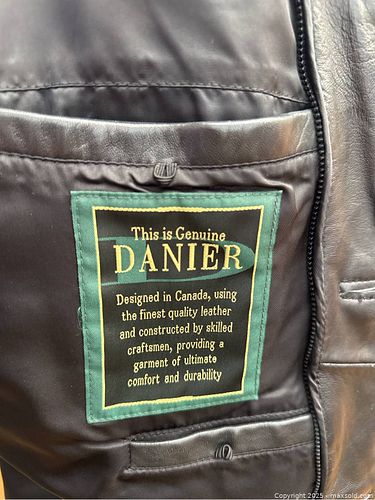 This is Genuine
DANIER
Designed in Canada, using
the finest quality leather
and constructed by skilled
craftsmen, providing a
garment of ultimate
comfort and durability
Copyright 2025 - maxsold.com